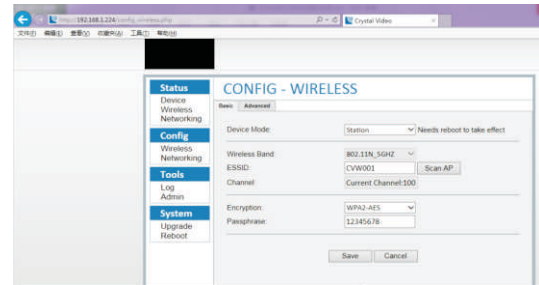 http://192.168.1.224/config_wireless.php
Crystal Video
文件(F) 编辑(E) 查看(V) 收藏夹(A) 工具(T) 帮助(H)
Status
Device
Wireless
Networking
Config
Wireless
Networking
Tools
Log
Admin
System
Upgrade
Reboot
CONFIG - WIRELESS
Basic Advanced
Device Mode: Station Needs reboot to take effect
Wireless Band: 802.11N_5GHZ
ESSID: CVW001 Scan AP
Channel: Current Channel:100
Encryption: WPA2-AES
Passphrase: 12345678
Save Cancel